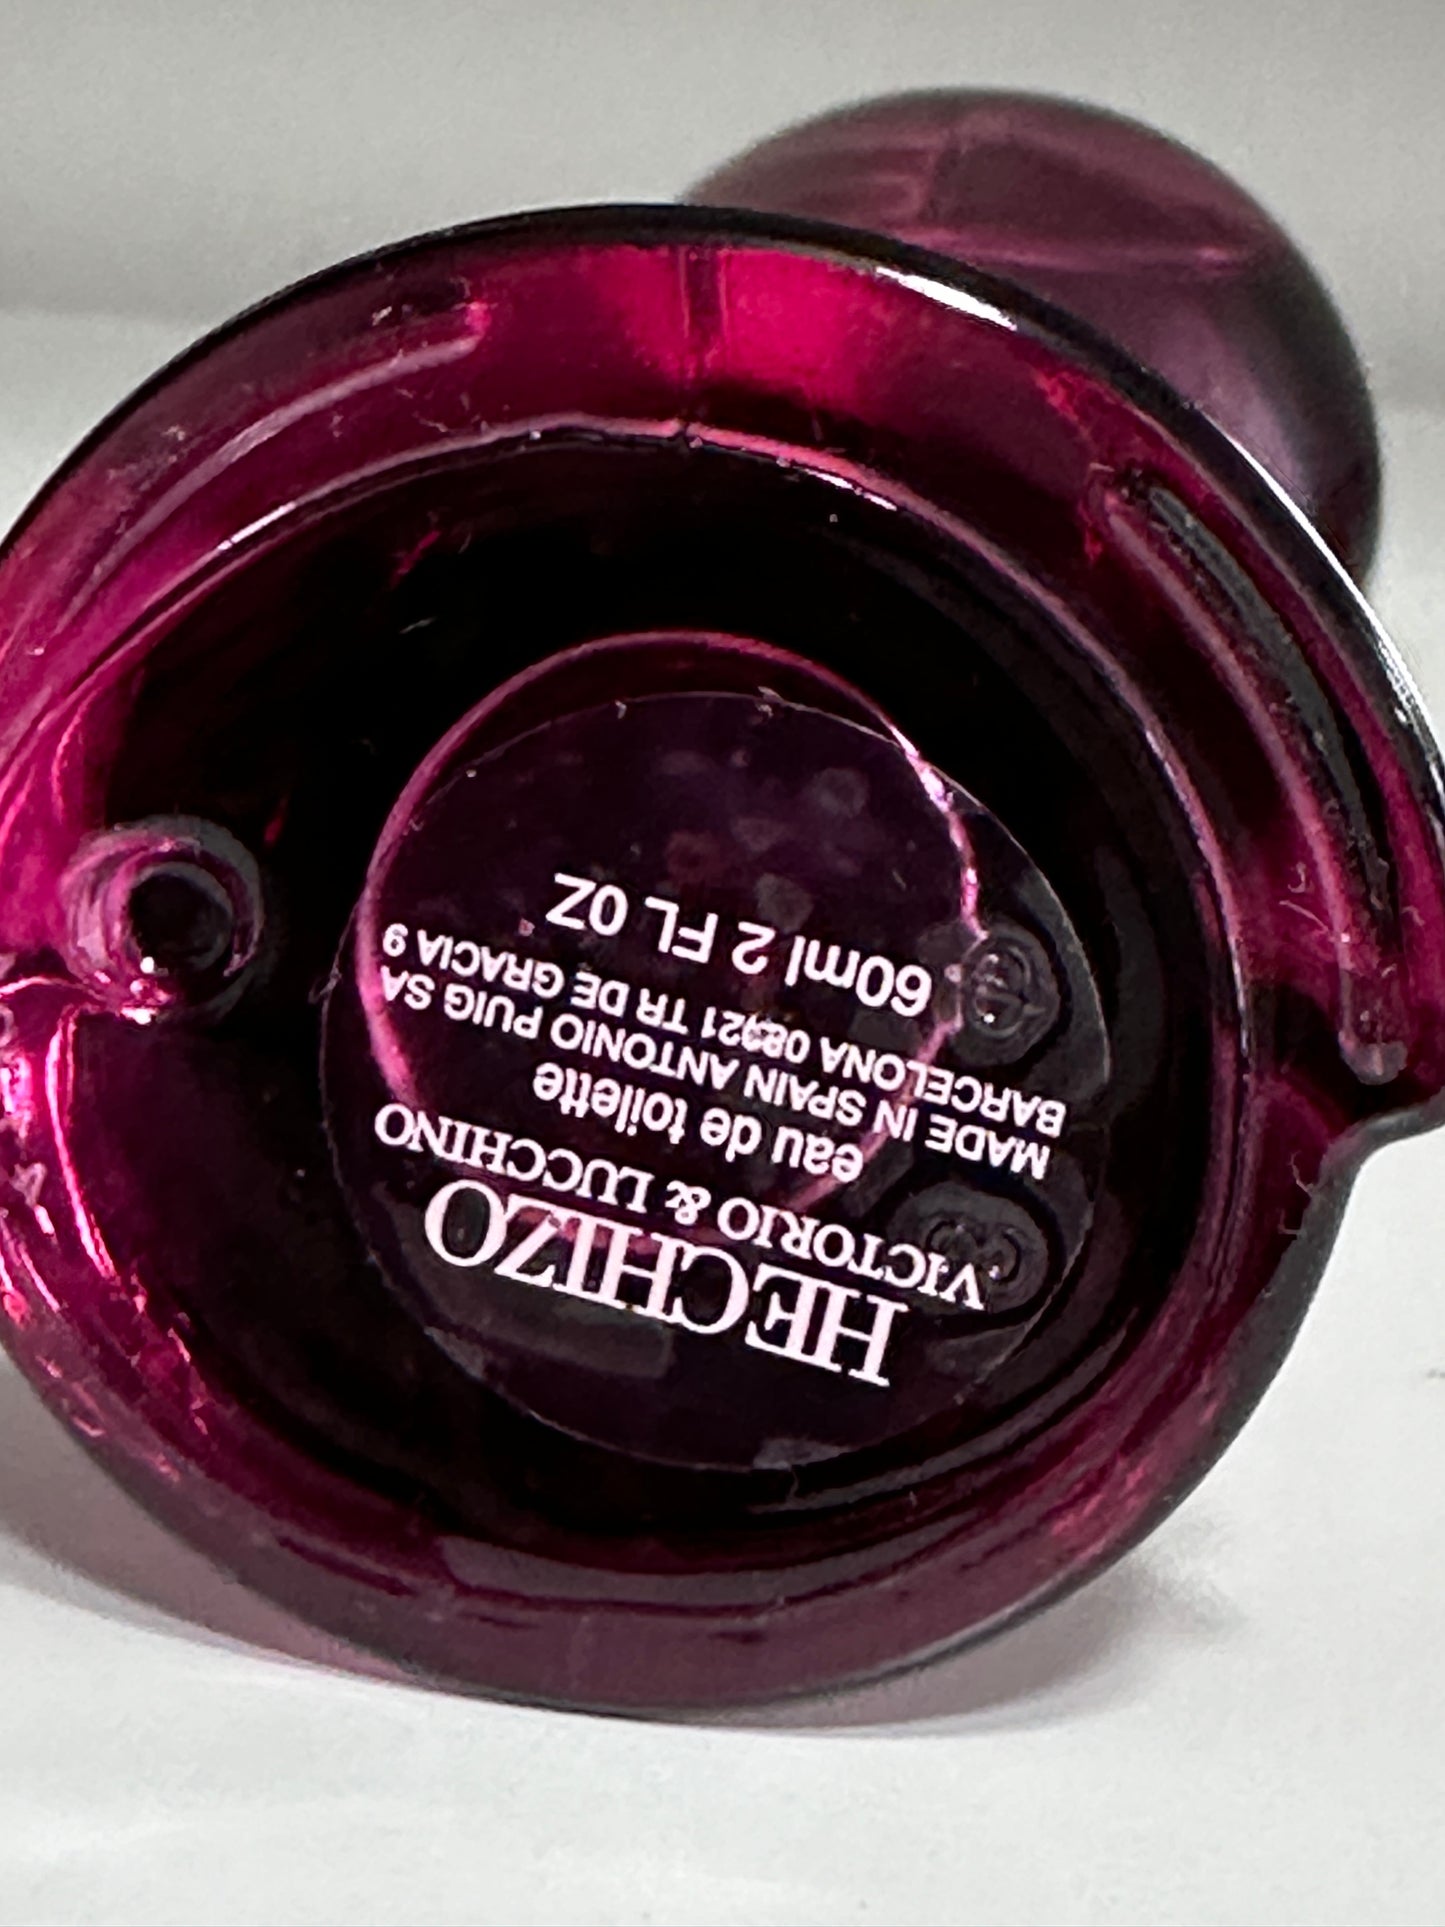 HECHIZO
VICTORIO & LUCCHINO
eau de toilette
MADE IN SPAIN ANTONIO PUIG SA
BARCELONA 08021 TR DE GRACIA 9
60ml 2 FL OZ